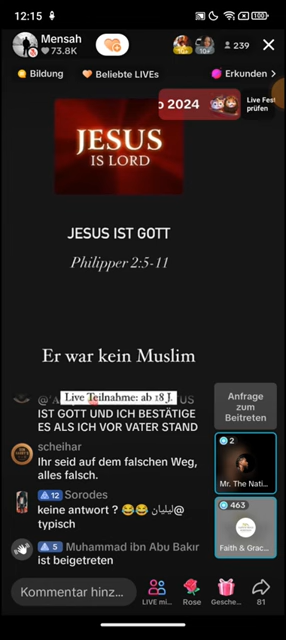 12:15
100
Mensah
73.8K
10+
239
Bildung
Beliebte LIVEs
Erkunden
JESUS
IS LORD
2024
Live Fest
prüfen
JESUS IST GOTT
Philipper 2:5-11
Er war kein Muslim
Live Teilnahme: ab 18 J.
IST GOTT UND ICH BESTÄTIGE
ES ALS ICH VOR VATER STAND
Anfrage
zum
Beitreten
scheihar
Ihr seid auf dem falschen Weg,
alles falsch.
2
Mr. The Nati...
12 Sorodes
keine antwort ? 😂😂 ليليان@
typisch
463
Faith & Grac...
5 Muhammad ibn Abu Bakır
ist beigetreten
Kommentar hinz...
LIVE mi...
Rose
Gesche...
81